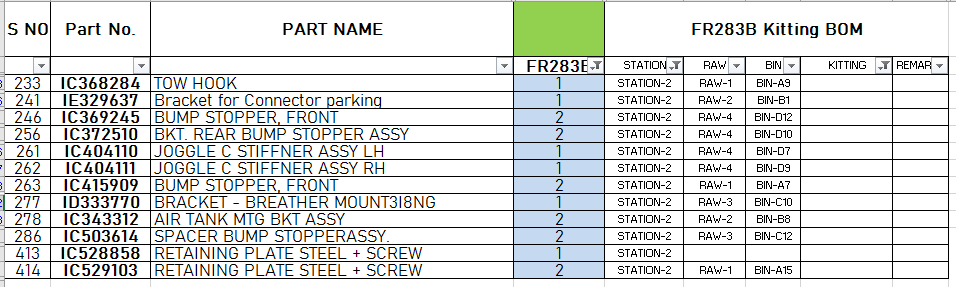 S NO Part No. PART NAME FR283B Kitting BOM
FR283B STATION RAW BIN KITTING REMAR
233 IC368284 TOW HOOK 1 STATION-2 RAW-1 BIN-A9
241 IE329637 Bracket for Connector parking 1 STATION-2 RAW-2 BIN-B1
246 IC369245 BUMP STOPPER, FRONT 2 STATION-2 RAW-4 BIN-D12
256 IC372510 BKT. REAR BUMP STOPPER ASSY 2 STATION-2 RAW-4 BIN-D10
261 IC404110 JOGGLE C STIFFNER ASSY LH 1 STATION-2 RAW-4 BIN-D7
262 IC404111 JOGGLE C STIFFNER ASSY RH 1 STATION-2 RAW-4 BIN-D9
263 IC415909 BUMP STOPPER, FRONT 2 STATION-2 RAW-1 BIN-A7
277 ID333770 BRACKET - BREATHER MOUNT3I8NG 1 STATION-2 RAW-3 BIN-C10
278 IC343312 AIR TANK MTG BKT ASSY 2 STATION-2 RAW-2 BIN-B8
286 IC503614 SPACER BUMP STOPPERASSY. 2 STATION-2 RAW-3 BIN-C12
413 IC528858 RETAINING PLATE STEEL + SCREW 1 STATION-2
414 IC529103 RETAINING PLATE STEEL + SCREW 2 STATION-2 RAW-1 BIN-A15